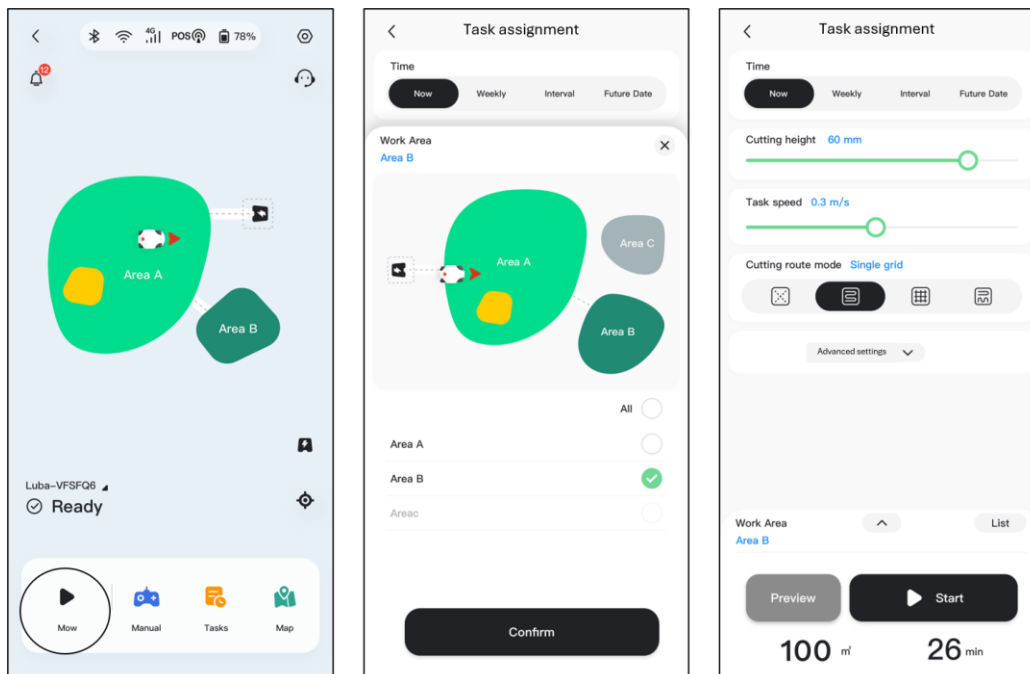 4G POS 78%
12
Area A
Area B
Luba-VFSFQ6
Ready
Mow Manual Tasks Map
Task assignment
Time
Now Weekly Interval Future Date
Work Area
Area B
Area C
Area A
Area B
All
Area A
Area B
Areac
Confirm
Task assignment
Time
Now Weekly Interval Future Date
Cutting height 60 mm
Task speed 0.3 m/s
Cutting route mode Single grid
Advanced settings
Work Area List
Area B
Preview Start
100 ㎡ 26 min